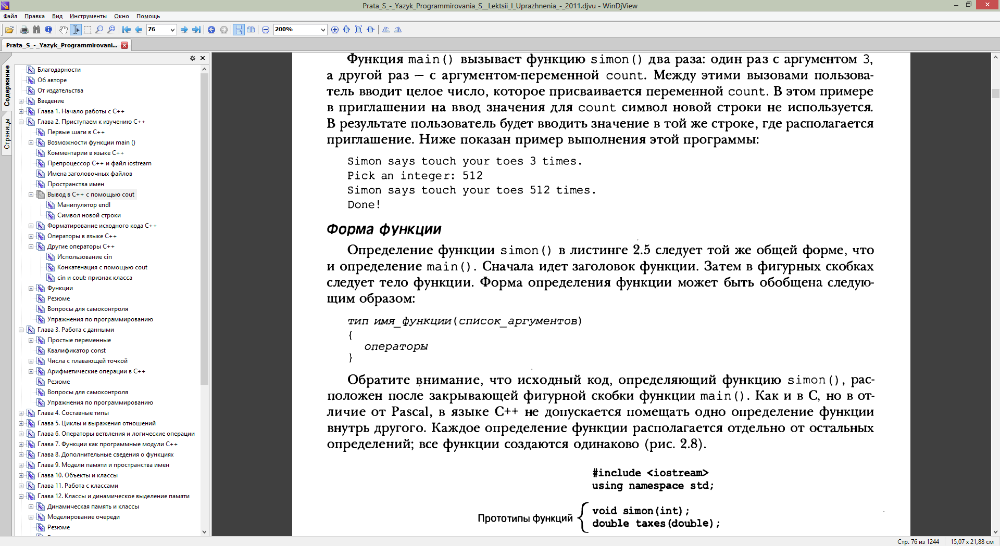 Prata_S_-_Yazyk_Programmirovania_S__Lektsii_I_Uprazhnenia_-_2011.djvu - WinDjView
Файл Правка Вид Инструменты Окно Помощь
76
200%
Prata_S_-_Yazyk_Programmirovani...
Содержание
Страницы
Благодарности
Об авторе
От издательства
Введение
Глава 1. Начало работы с C++
Глава 2. Приступаем к изучению C++
Первые шаги в C++
Возможности функции main ()
Комментарии в языке C++
Препроцессор C++ и файл iostream
Имена заголовочных файлов
Пространства имен
Вывод в C++ с помощью cout
Манипулятор endl
Символ новой строки
Форматирование исходного кода C++
Операторы в языке C++
Другие операторы C++
Использование cin
Конкатенация с помощью cout
cin и cout: признак класса
Функции
Резюме
Вопросы для самоконтроля
Упражнения по программированию
Глава 3. Работа с данными
Простые переменные
Квалификатор const
Числа с плавающей точкой
Арифметические операции в C++
Резюме
Вопросы для самоконтроля
Упражнения по программированию
Глава 4. Составные типы
Глава 5. Циклы и выражения отношений
Глава 6. Операторы ветвления и логические операции
Глава 7. Функции как программные модули C++
Глава 8. Дополнительные сведения о функциях
Глава 9. Модели памяти и пространства имен
Глава 10. Объекты и классы
Глава 11. Работа с классами
Глава 12. Классы и динамическое выделение памяти
Динамическая память и классы
Моделирование очереди
Резюме
Функция main() вызывает функцию simon() два раза: один раз с аргументом 3,
а другой раз — с аргументом-переменной count. Между этими вызовами пользова-
тель вводит целое число, которое присваивается переменной count. В этом примере
в приглашении на ввод значения для count символ новой строки не используется.
В результате пользователь будет вводить значение в той же строке, где располагается
приглашение. Ниже показан пример выполнения этой программы:
Simon says touch your toes 3 times.
Pick an integer: 512
Simon says touch your toes 512 times.
Done!
Форма функции
Определение функции simon() в листинге 2.5 следует той же общей форме, что
и определение main(). Сначала идет заголовок функции. Затем в фигурных скобках
следует тело функции. Форма определения функции может быть обобщена следую-
щим образом:
тип имя_функции(список_аргументов)
{
операторы
}
Обратите внимание, что исходный код, определяющий функцию simon(), рас-
положен после закрывающей фигурной скобки функции main(). Как и в C, но в от-
личие от Pascal, в языке C++ не допускается помещать одно определение функции
внутрь другого. Каждое определение функции располагается отдельно от остальных
определений; все функции создаются одинаково (рис. 2.8).
#include <iostream>
using namespace std;
Прототипы функций
void simon(int);
double taxes(double);
Стр. 76 из 1244 15,07 x 21,88 см